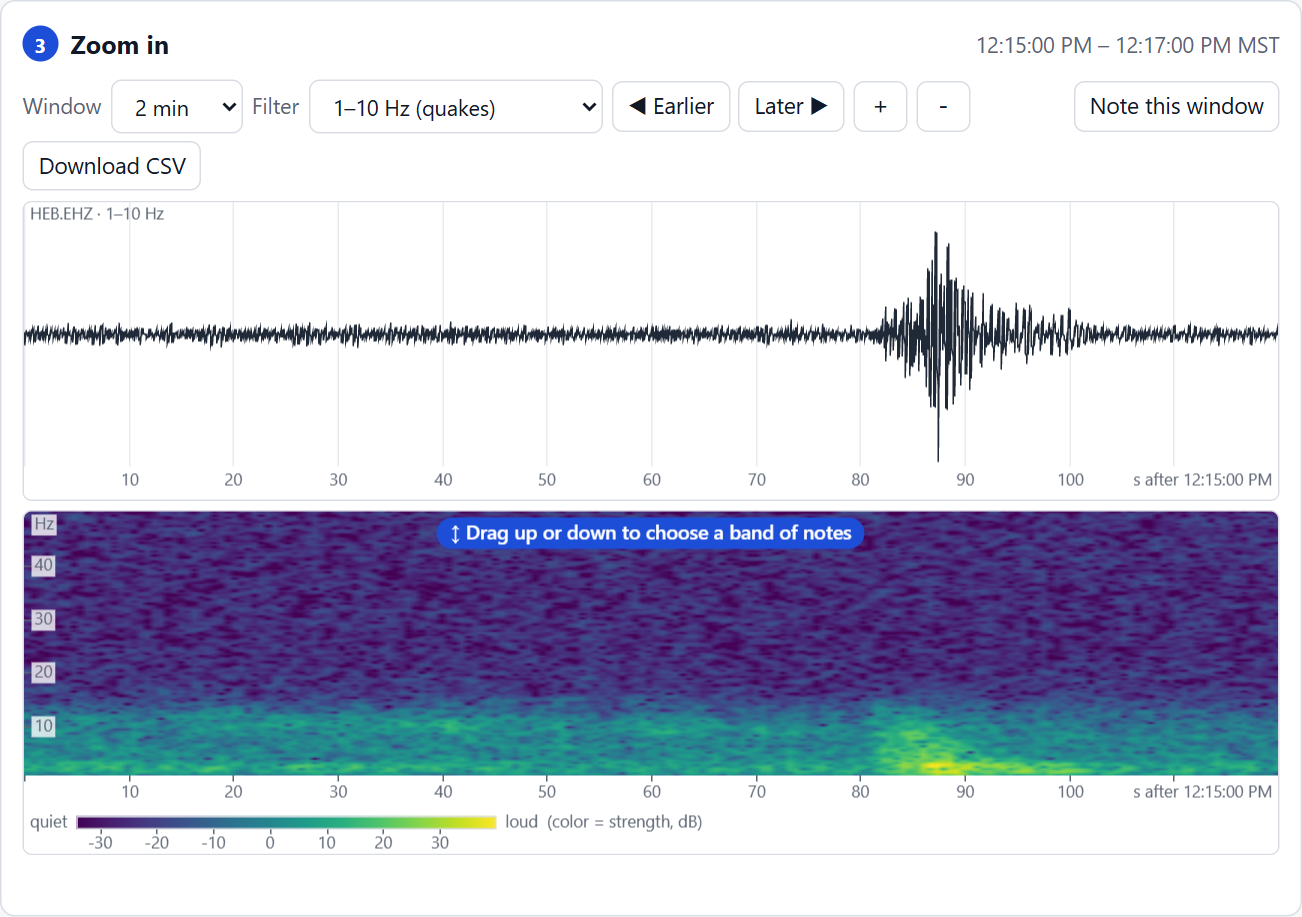 3 Zoom in 12:15:00 PM – 12:17:00 PM MST
Window 2 min Filter 1–10 Hz (quakes) ◀ Earlier Later ▶ + - Note this window
Download CSV
HEB.EHZ · 1–10 Hz
10 20 30 40 50 60 70 80 90 100 s after 12:15:00 PM
Hz
↕ Drag up or down to choose a band of notes
40
30
20
10
10 20 30 40 50 60 70 80 90 100 s after 12:15:00 PM
quiet loud (color = strength, dB)
-30 -20 -10 0 10 20 30